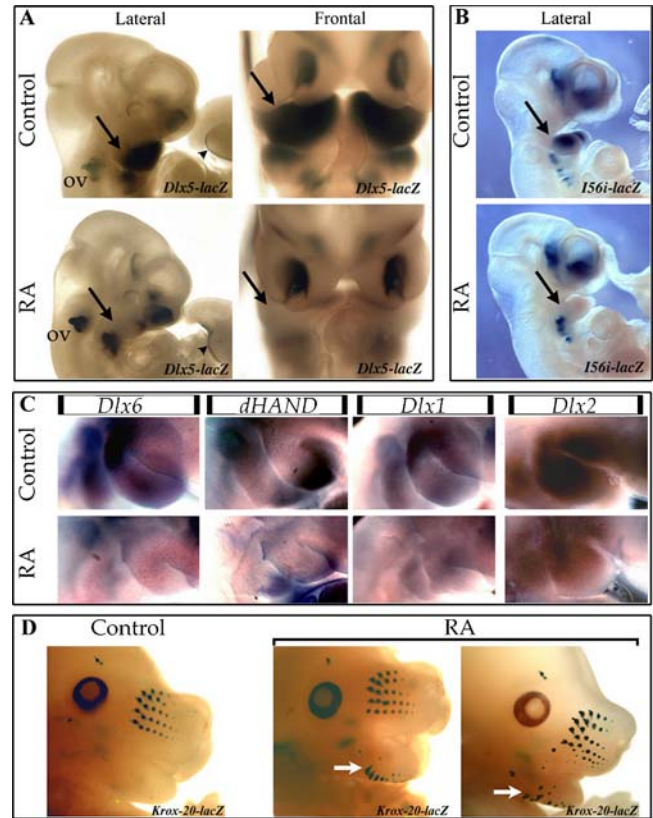 A Lateral Frontal
Control
ov
Dlx5-lacZ
Dlx5-lacZ
RA
ov
Dlx5-lacZ
Dlx5-lacZ
B Lateral
Control
I56i-lacZ
RA
I56i-lacZ
C Dlx6 dHAND Dlx1 Dlx2
Control
RA
D Control RA
Krox-20-lacZ
Krox-20-lacZ
Krox-20-lacZ